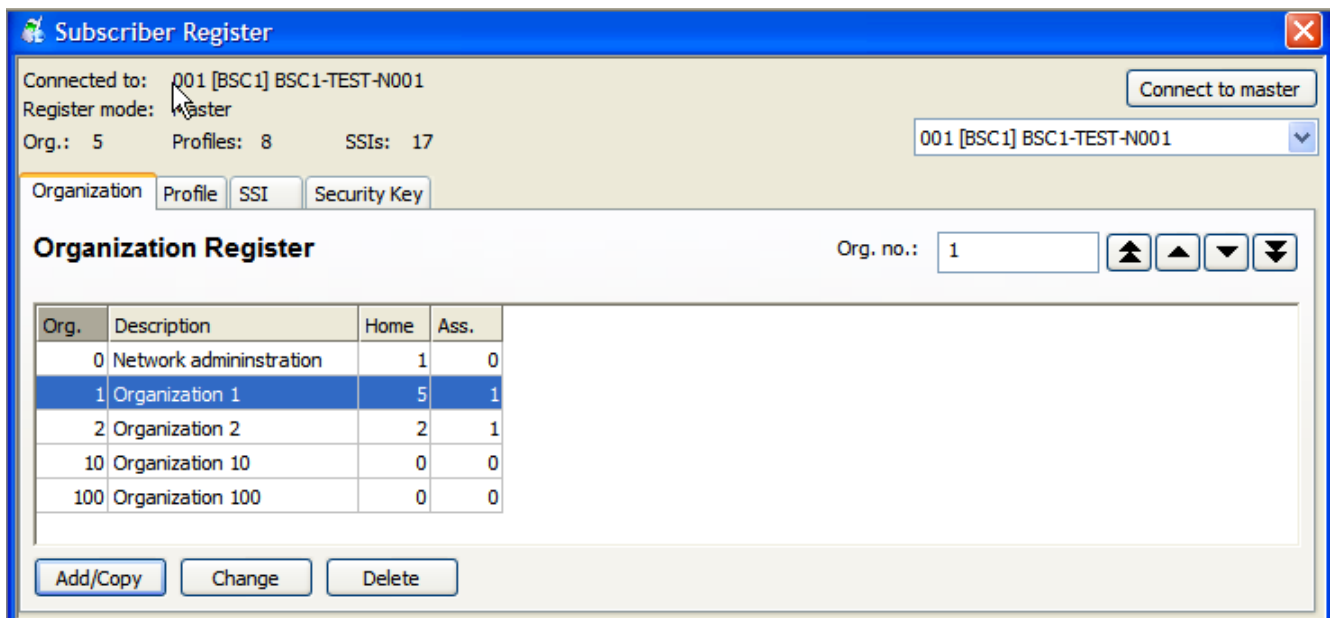 Subscriber Register
Connected to: 001 [BSC1] BSC1-TEST-N001
Connect to master
Register mode: Master
Org.: 5 Profiles: 8 SSIs: 17
001 [BSC1] BSC1-TEST-N001
Organization Profile SSI Security Key
Organization Register
Org. no.: 1
Org. Description Home Ass.
0 Network admininstration 1 0
1 Organization 1 5 1
2 Organization 2 2 1
10 Organization 10 0 0
100 Organization 100 0 0
Add/Copy Change Delete